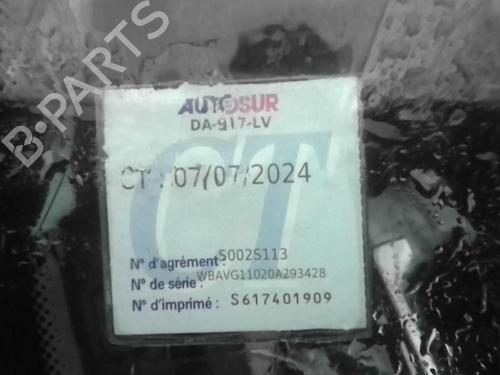 B-PARTS
AUTOSUR
DA-917-LV
CT
CT : 07/07/2024
N° d'agrément : S002S113
N° de série : WBAVG11020A293428
N° d'imprimé : S617401909